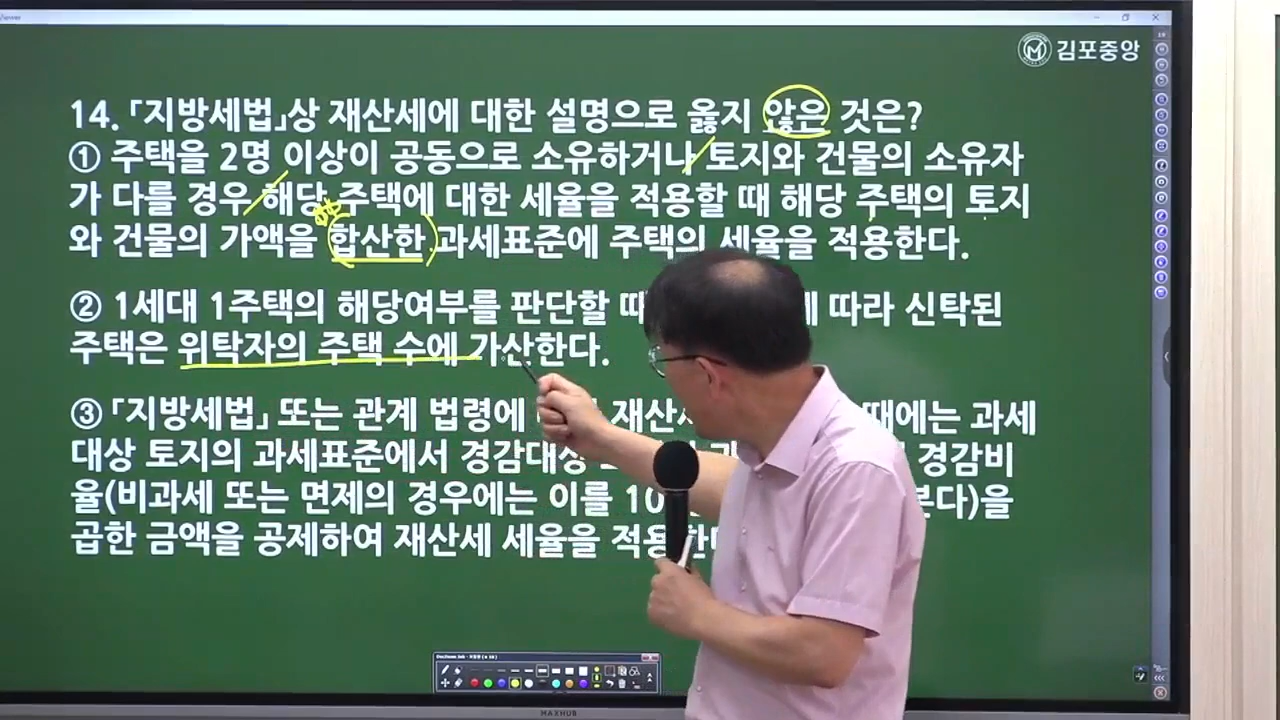 김포중앙
14. 「지방세법」상 재산세에 대한 설명으로 옳지 않은 것은?
① 주택을 2명 이상이 공동으로 소유하거나 토지와 건물의 소유자
가 다를 경우 해당 주택에 대한 세율을 적용할 때 해당 주택의 토지
와 건물의 가액을 합산한 과세표준에 주택의 세율을 적용한다.
② 1세대 1주택의 해당여부를 판단할 따라 신탁된
주택은 위탁자의 주택 수에 가산한다.
③ 「지방세법」 또는 관계 법령에 때에는 과세
대상 토지의 과세표준에서 경감대상 경감비
율(비과세 또는 면제의 경우에는 이를 본다)을
곱한 금액을 공제하여 재산세 세율을
MAXHUB